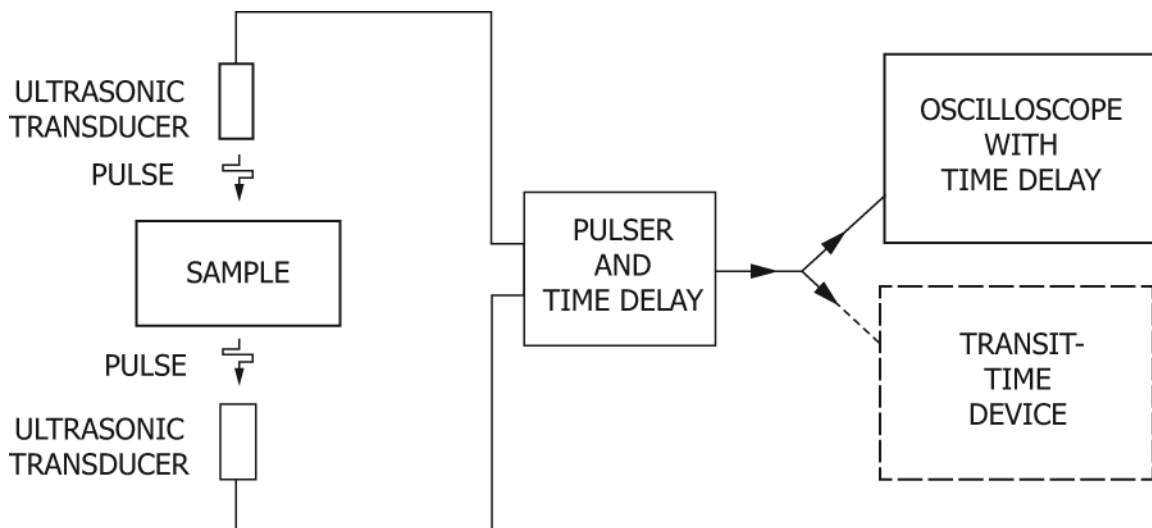 ULTRASONIC
TRANSDUCER
PULSE
SAMPLE
PULSE
ULTRASONIC
TRANSDUCER
PULSER
AND
TIME DELAY
OSCILLOSCOPE
WITH
TIME DELAY
TRANSIT-
TIME
DEVICE